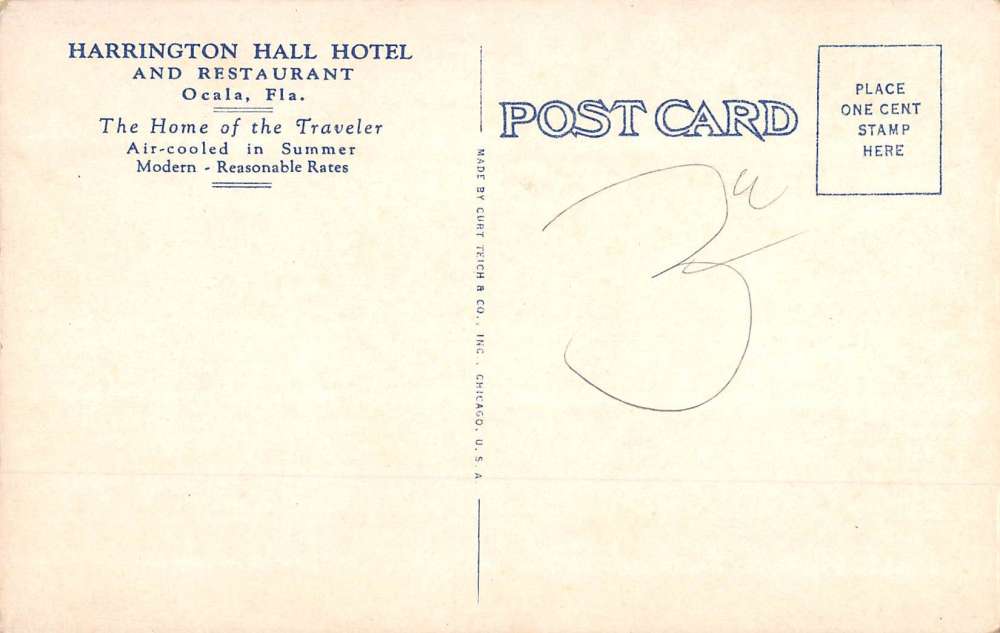 HARRINGTON HALL HOTEL
AND RESTAURANT
Ocala, Fla.
The Home of the Traveler
Air-cooled in Summer
Modern - Reasonable Rates
MADE BY CURT TEICH & CO., INC., CHICAGO, U.S.A
POST CARD
PLACE
ONE CENT
STAMP
HERE
3